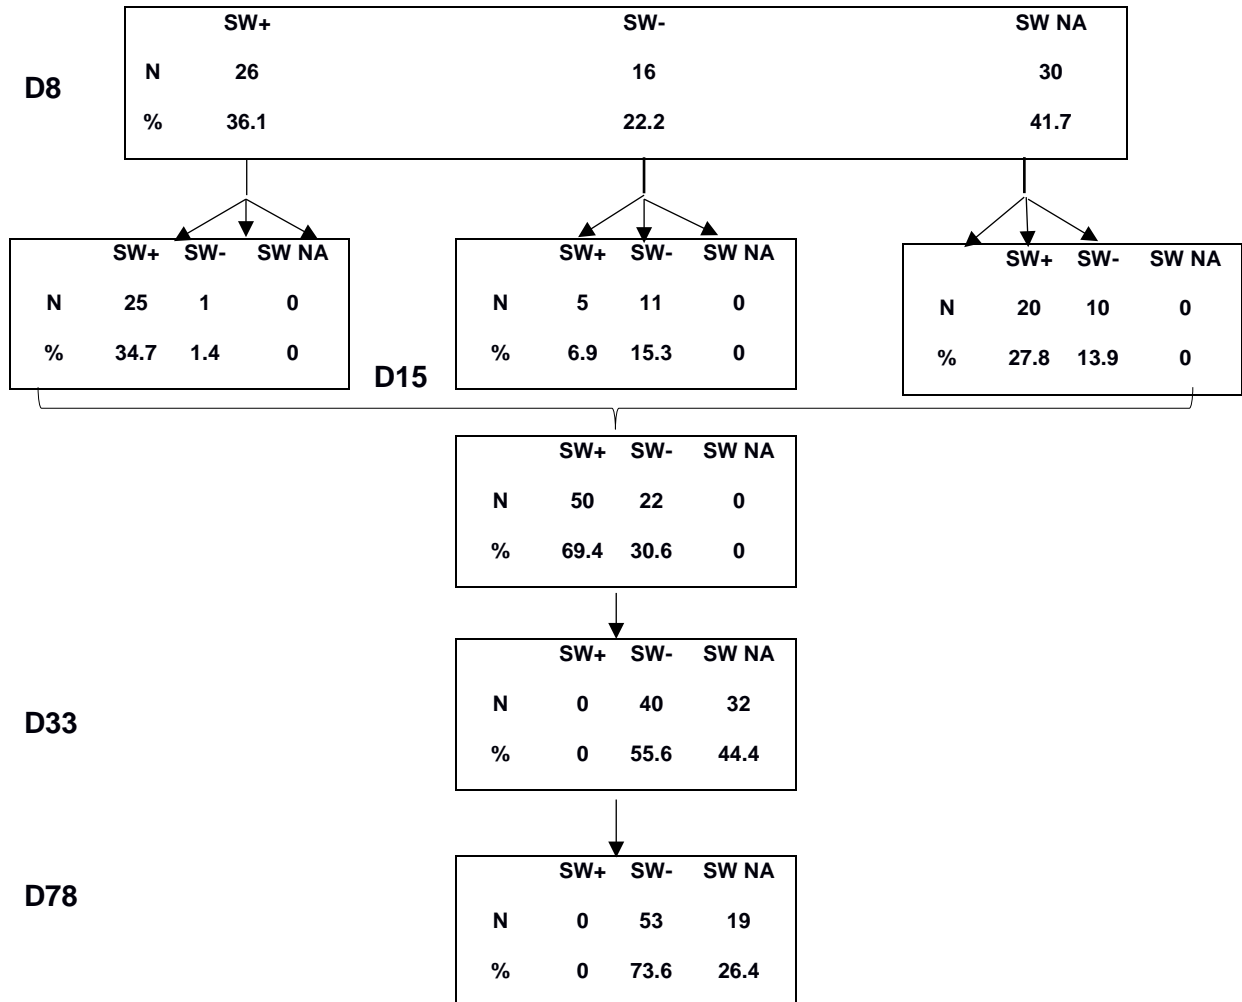 SW+ SW- SW NA
N 26 16 30
D8
% 36.1 22.2 41.7
SW+ SW- SW NA
N 25 1 0
% 34.7 1.4 0
SW+ SW- SW NA
N 5 11 0
% 6.9 15.3 0
SW+ SW- SW NA
N 20 10 0
% 27.8 13.9 0
D15
SW+ SW- SW NA
N 50 22 0
% 69.4 30.6 0
SW+ SW- SW NA
N 0 40 32
D33
% 0 55.6 44.4
SW+ SW- SW NA
D78
N 0 53 19
% 0 73.6 26.4